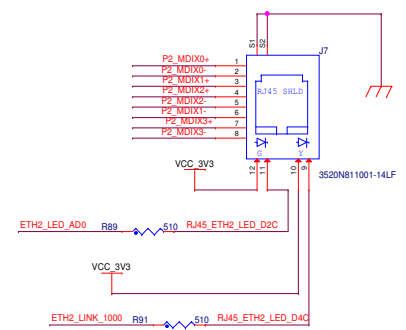 S1 S2
J7
P2_MDIX0+ 1
P2_MDIX0- 2
P2_MDIX1+ 3
P2_MDIX2+ 4
P2_MDIX2- 5
P2_MDIX1- 6
P2_MDIX3+ 7
P2_MDIX3- 8
RJ45 SHLD
G Y
VCC_3V3
12 11 10 9
3520N811001-14LF
ETH2_LED_AD0 R89 510 RJ45_ETH2_LED_D2C
VCC_3V3
ETH2_LINK_1000 R91 510 RJ45_ETH2_LED_D4C